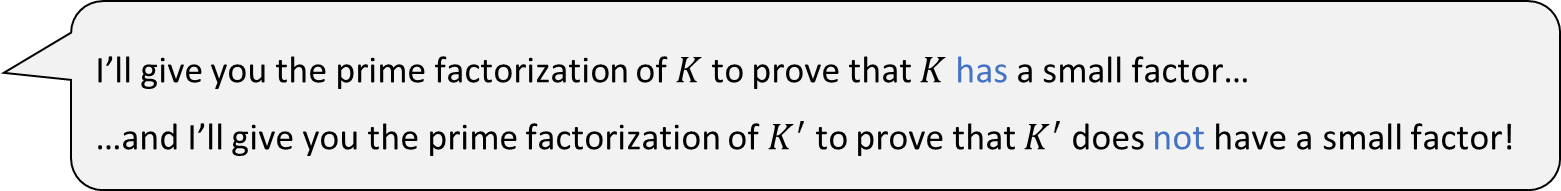 I’ll give you the prime factorization of K to prove that K has a small factor…
…and I’ll give you the prime factorization of K′ to prove that K′ does not have a small factor!